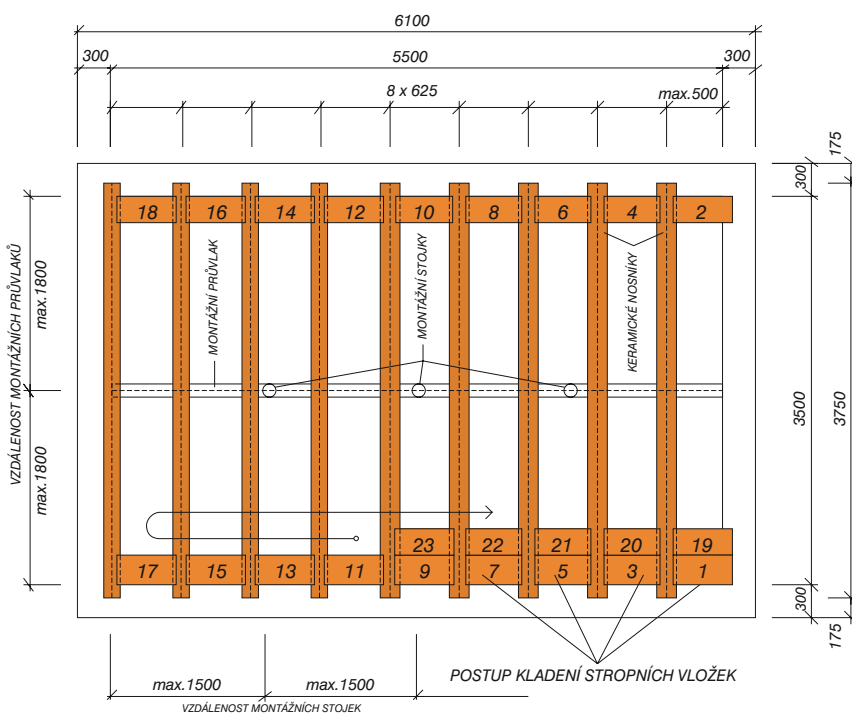 6100
300 5500 300
8 x 625 max.500
175
300
18 16 14 12 10 8 6 4 2
VZDÁLENOST MONTÁŽNÍCH PRŮVLAKŮ
max.1800
max.1800
MONTÁŽNÍ PRŮVLAK
MONTÁŽNÍ STOJKY
KERAMICKÉ NOSNÍKY
3500
3750
23 22 21 20 19
17 15 13 11 9 7 5 3 1
300
175
POSTUP KLADENÍ STROPNÍCH VLOŽEK
max.1500 max.1500
VZDÁLENOST MONTÁŽNÍCH STOJEK